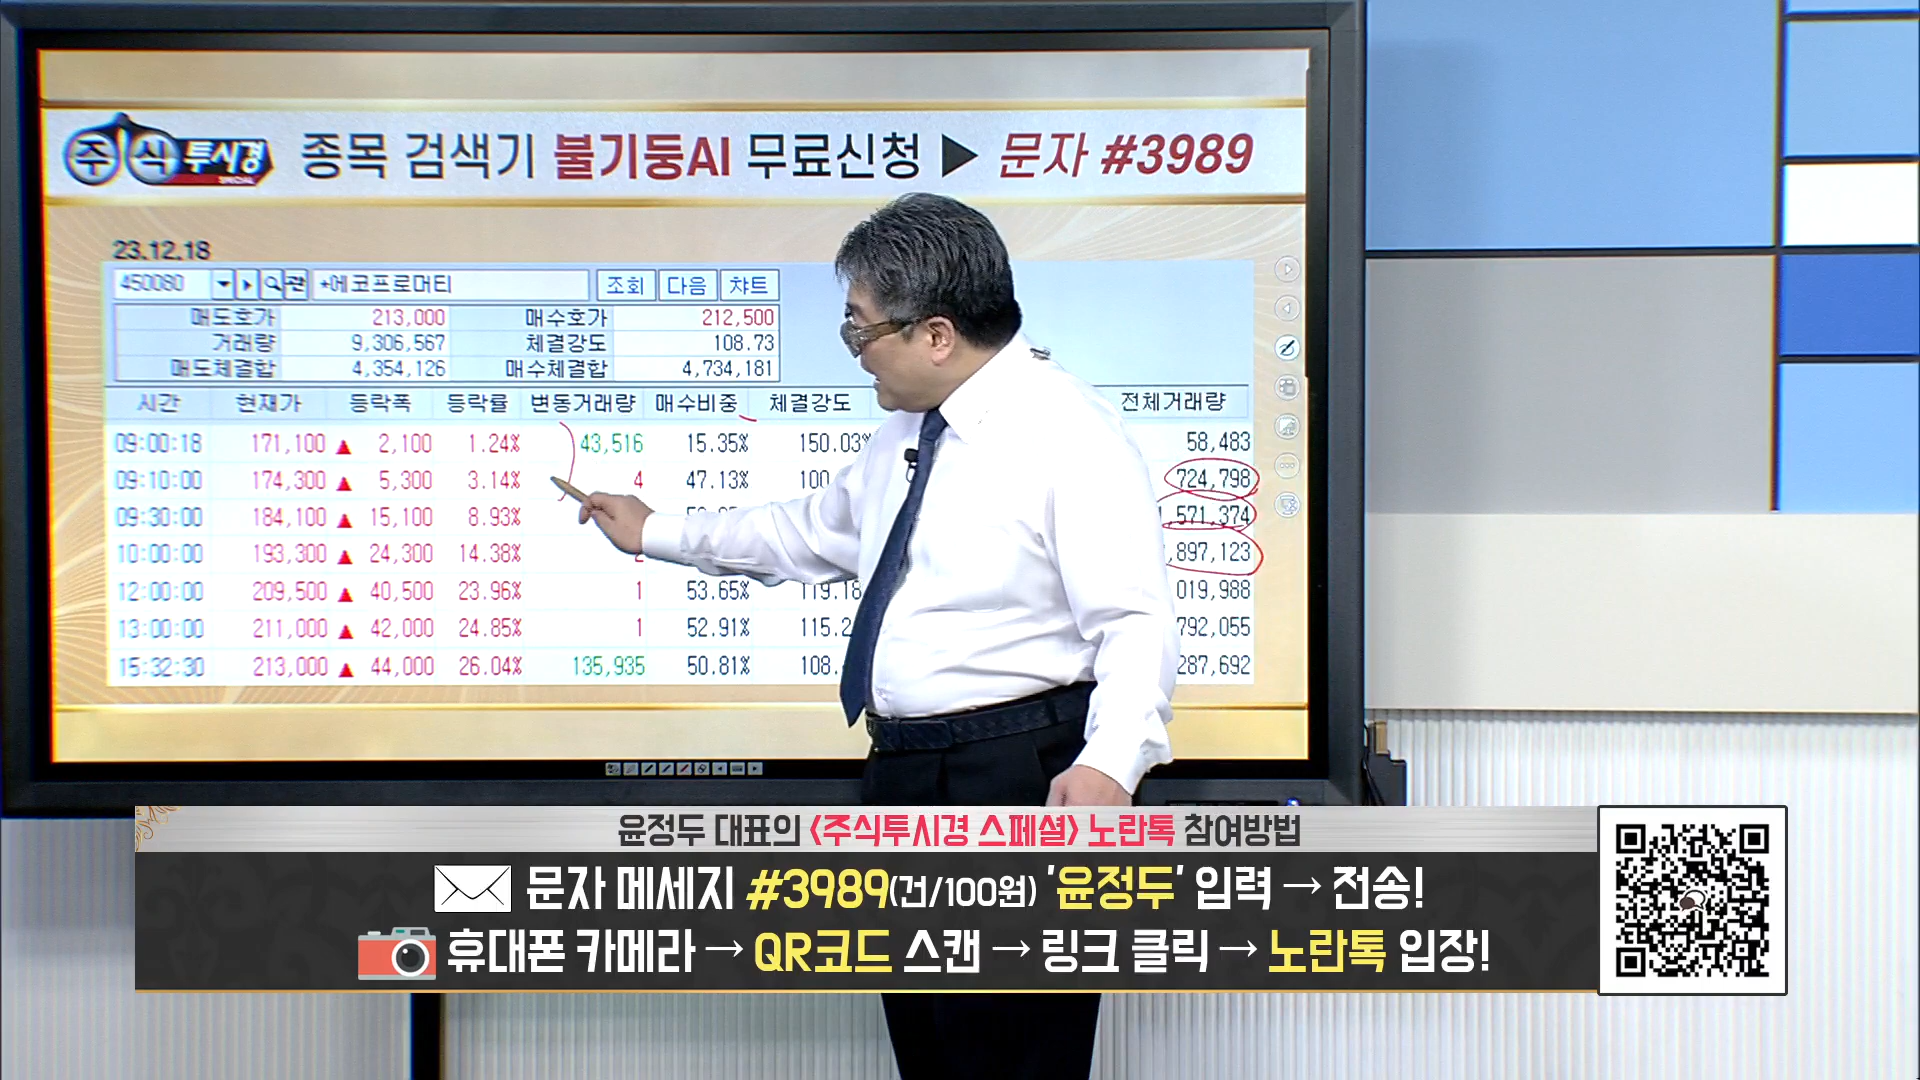 주식투시경
SPECIAL
종목 검색기 불기둥AI 무료신청 ▶ 문자 #3989
23.12.18
450080 관 *에코프로머티 조회 다음 챠트
매도호가 213,000 매수호가 212,500
거래량 9,306,567 체결강도 108.73
매도체결합 4,354,126 매수체결합 4,734,181
시간 현재가 등락폭 등락률 변동거래량 매수비중 체결강도 전체거래량
09:00:18 171,100 ▲ 2,100 1.24% 43,516 15.35% 150.03% 58,483
09:10:00 174,300 ▲ 5,300 3.14% 4 47.13% 100. 724,798
09:30:00 184,100 ▲ 15,100 8.93% 571,374
10:00:00 193,300 ▲ 24,300 14.38% 2 ,897,123
12:00:00 209,500 ▲ 40,500 23.96% 1 53.65% 119.18 019,988
13:00:00 211,000 ▲ 42,000 24.85% 1 52.91% 115.2 792,055
15:32:30 213,000 ▲ 44,000 26.04% 135,935 50.81% 108. 287,692
윤정두 대표의 <주식투시경 스페셜> 노란톡 참여방법
문자 메세지 #3989(건/100원) '윤정두' 입력 → 전송!
휴대폰 카메라 → QR코드 스캔 → 링크 클릭 → 노란톡 입장!